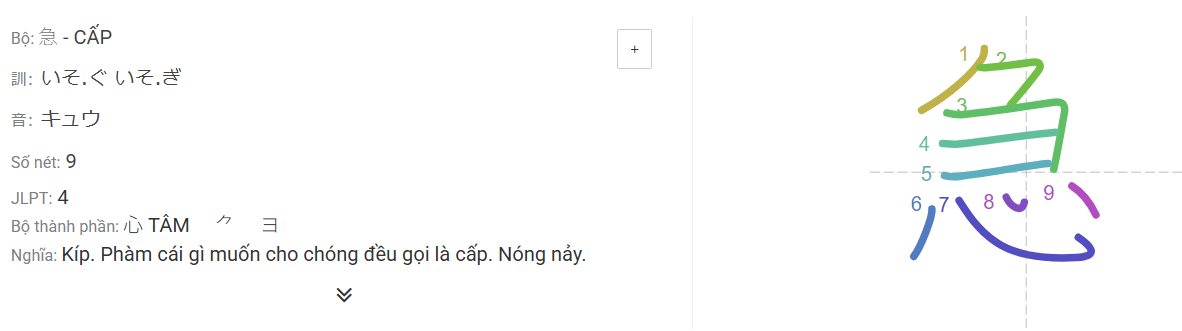 Bộ: 急 - CẤP
+
訓: いそ.ぐ いそ.ぎ
音: キュウ
Số nét: 9
JLPT: 4
Bộ thành phần: 心 TÂM ⺈ ヨ
Nghĩa: Kíp. Phàm cái gì muốn cho chóng đều gọi là cấp. Nóng nảy.
急
1 2
3
4
5
6 7 8 9